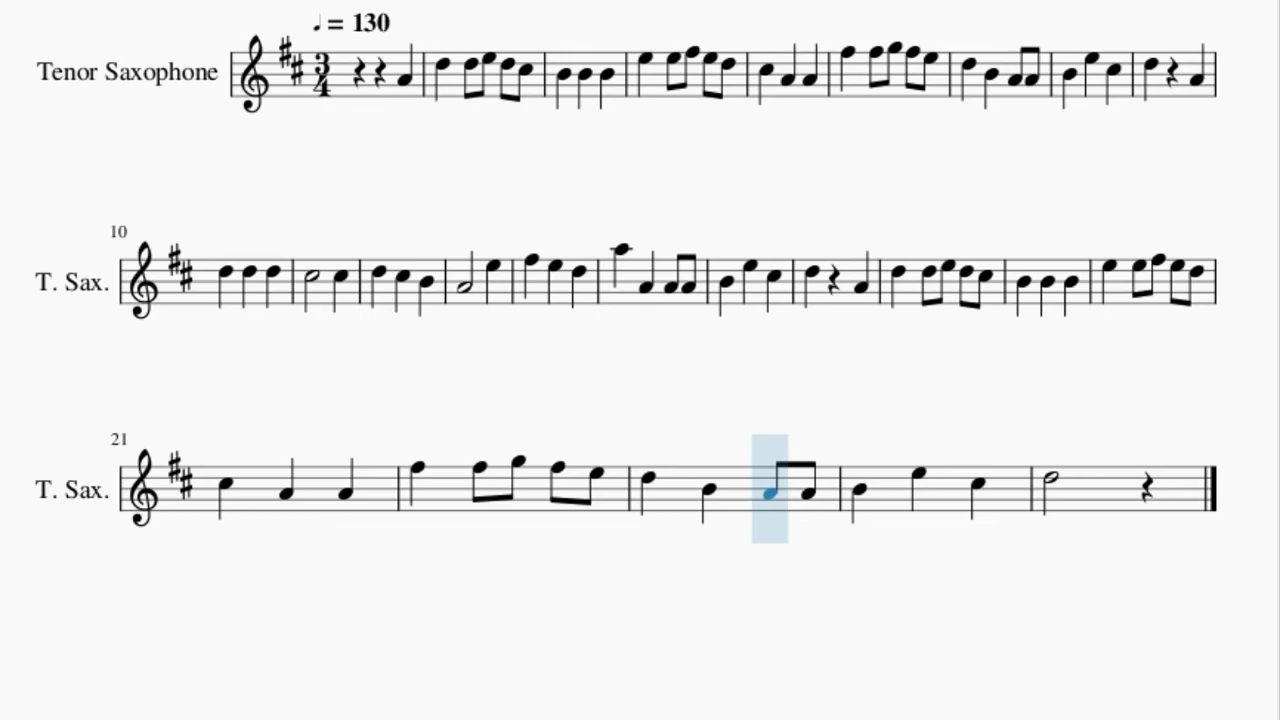 ♩ = 130
Tenor Saxophone
3
4
10
T. Sax.
21
T. Sax.